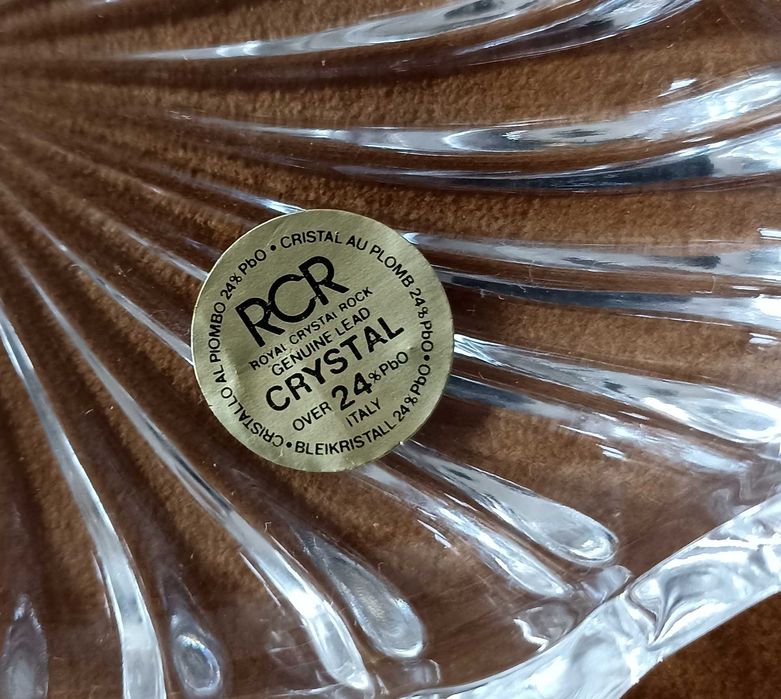 RCR
ROYAL CRYSTAL ROCK
GENUINE LEAD
CRYSTAL
OVER 24% PbO
ITALY
CRISTALLO AL PIOMBO 24% PbO • CRISTAL AU PLOMB 24% PbO • BLEIKRISTALL 24% PbO •